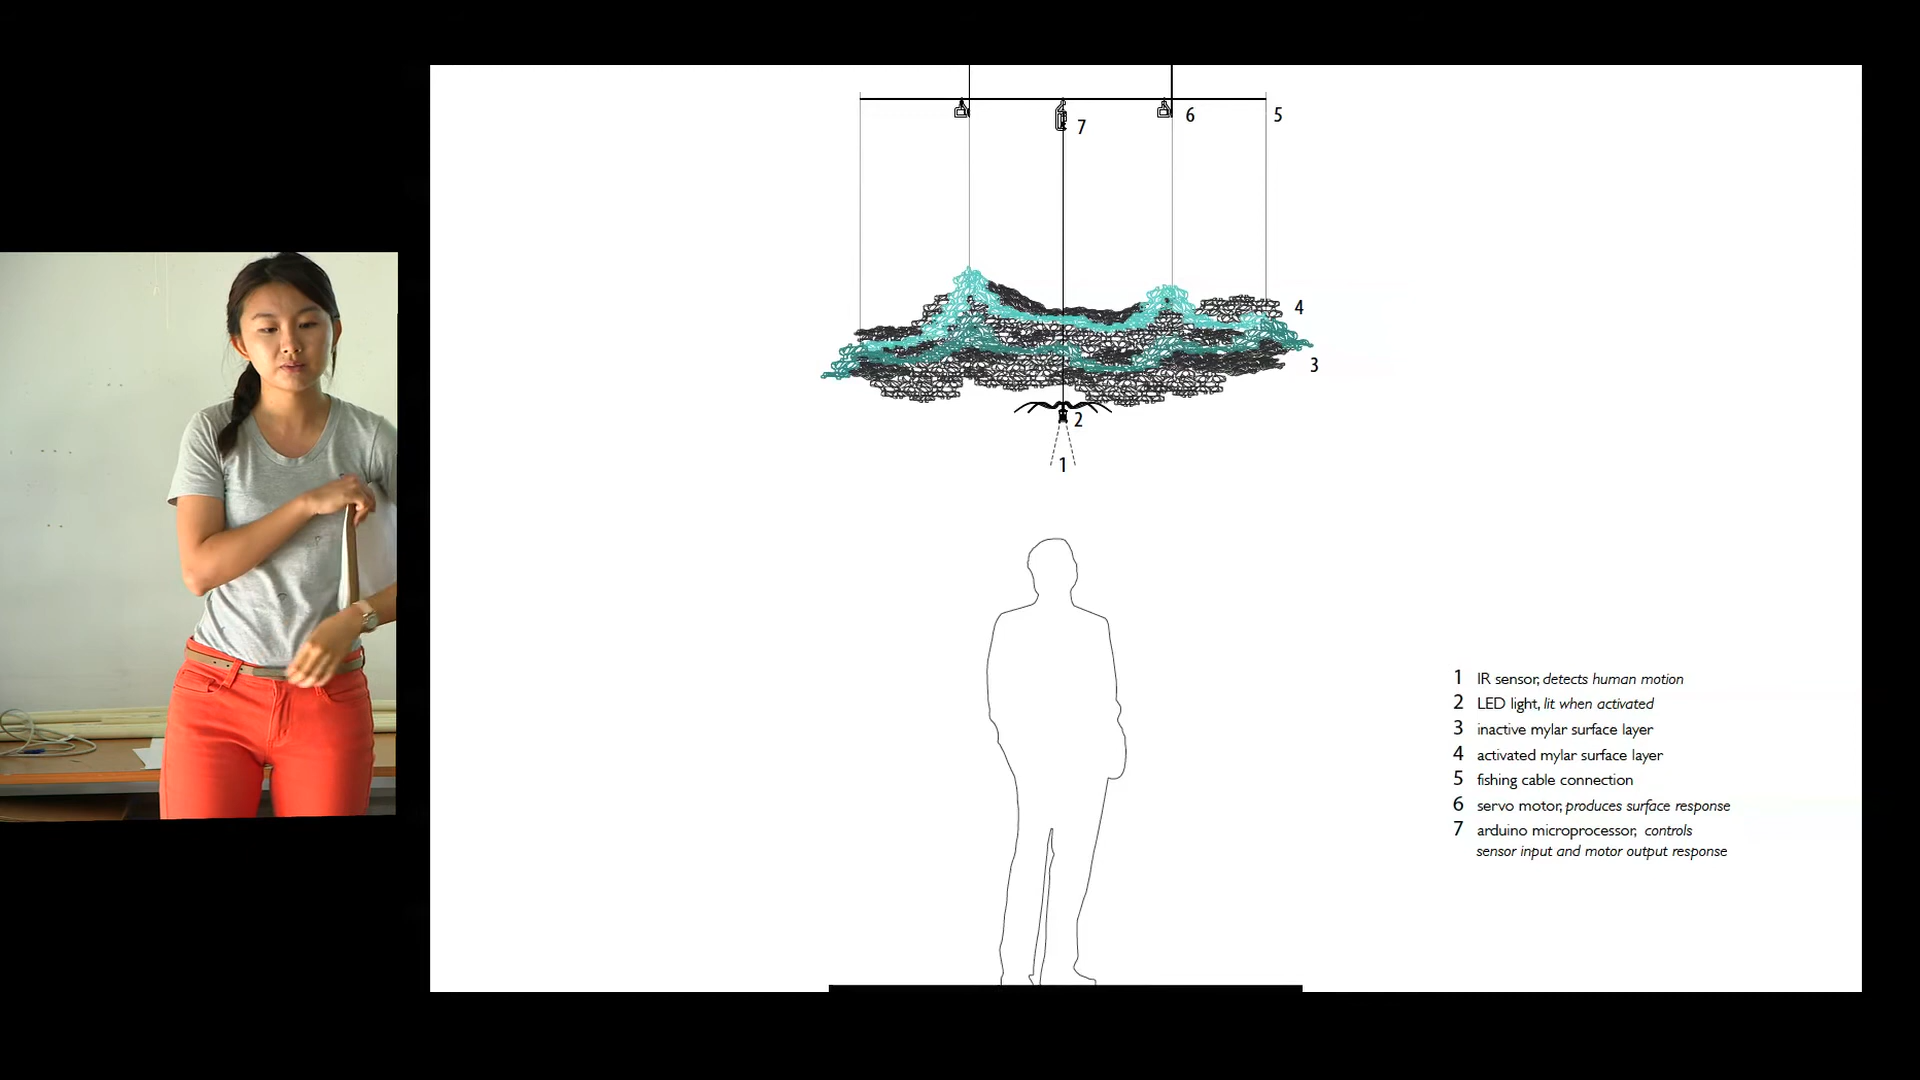 6
5
7
4
3
2
1
1 IR sensor, detects human motion
2 LED light, lit when activated
3 inactive mylar surface layer
4 activated mylar surface layer
5 fishing cable connection
6 servo motor, produces surface response
7 arduino microprocessor, controls
sensor input and motor output response